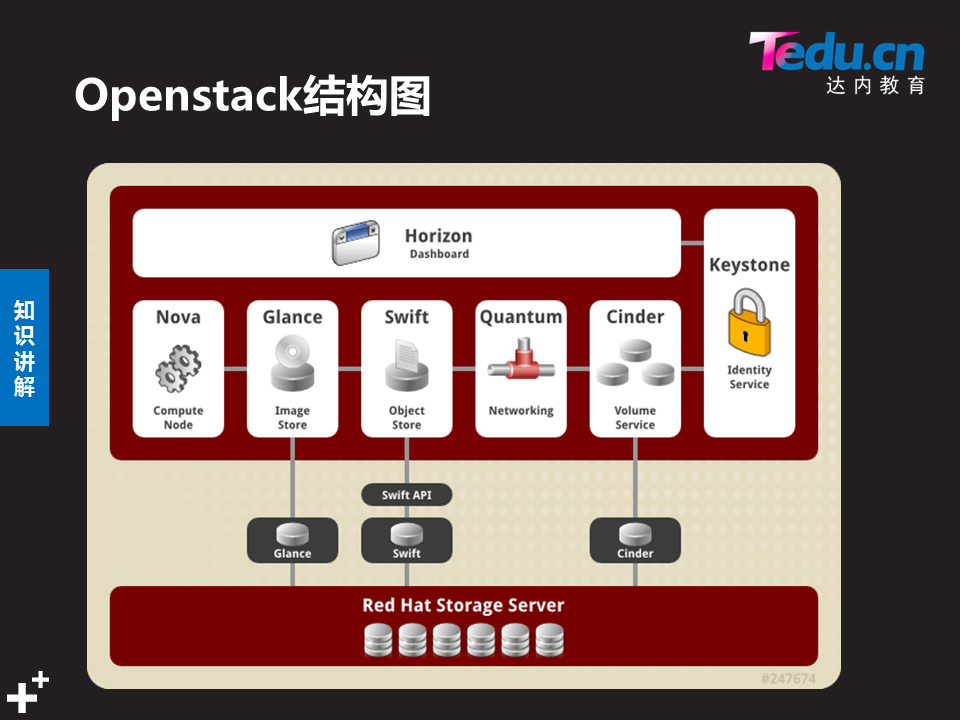 Tedu.cn
达内教育
Openstack结构图
知识讲解
Horizon
Dashboard
Keystone
Identity
Service
Nova
Compute
Node
Glance
Image
Store
Swift
Object
Store
Quantum
Networking
Cinder
Volume
Service
Swift API
Glance
Swift
Cinder
Red Hat Storage Server
#247674